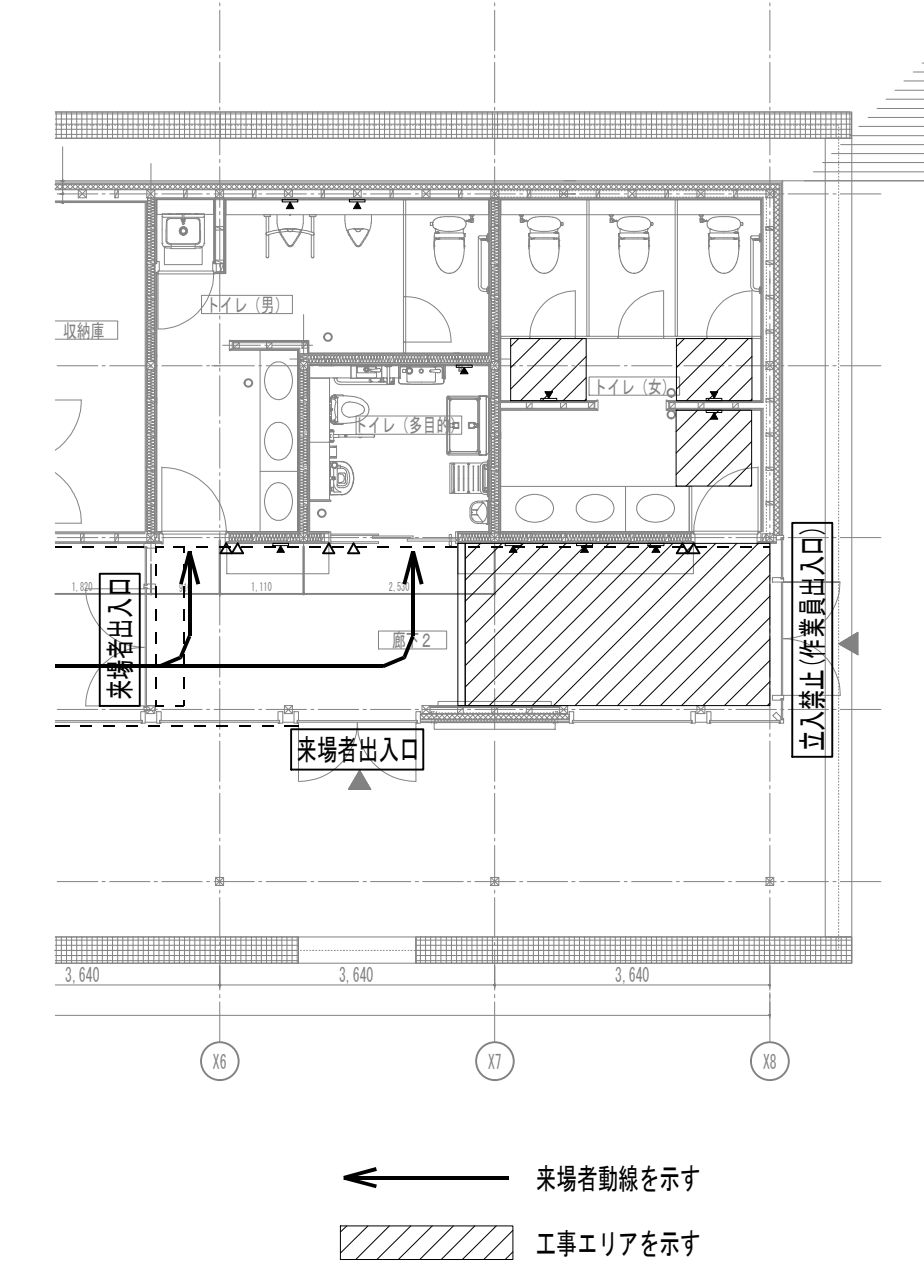 トイレ（男）
収納庫
トイレ（女）
トイレ（多目的）
1,820
1,110
2,530
来場者出入口
廊下2
立入禁止（作業員出入口）
来場者出入口
3,640
3,640
3,640
X6
X7
X8
来場者動線を示す
工事エリアを示す